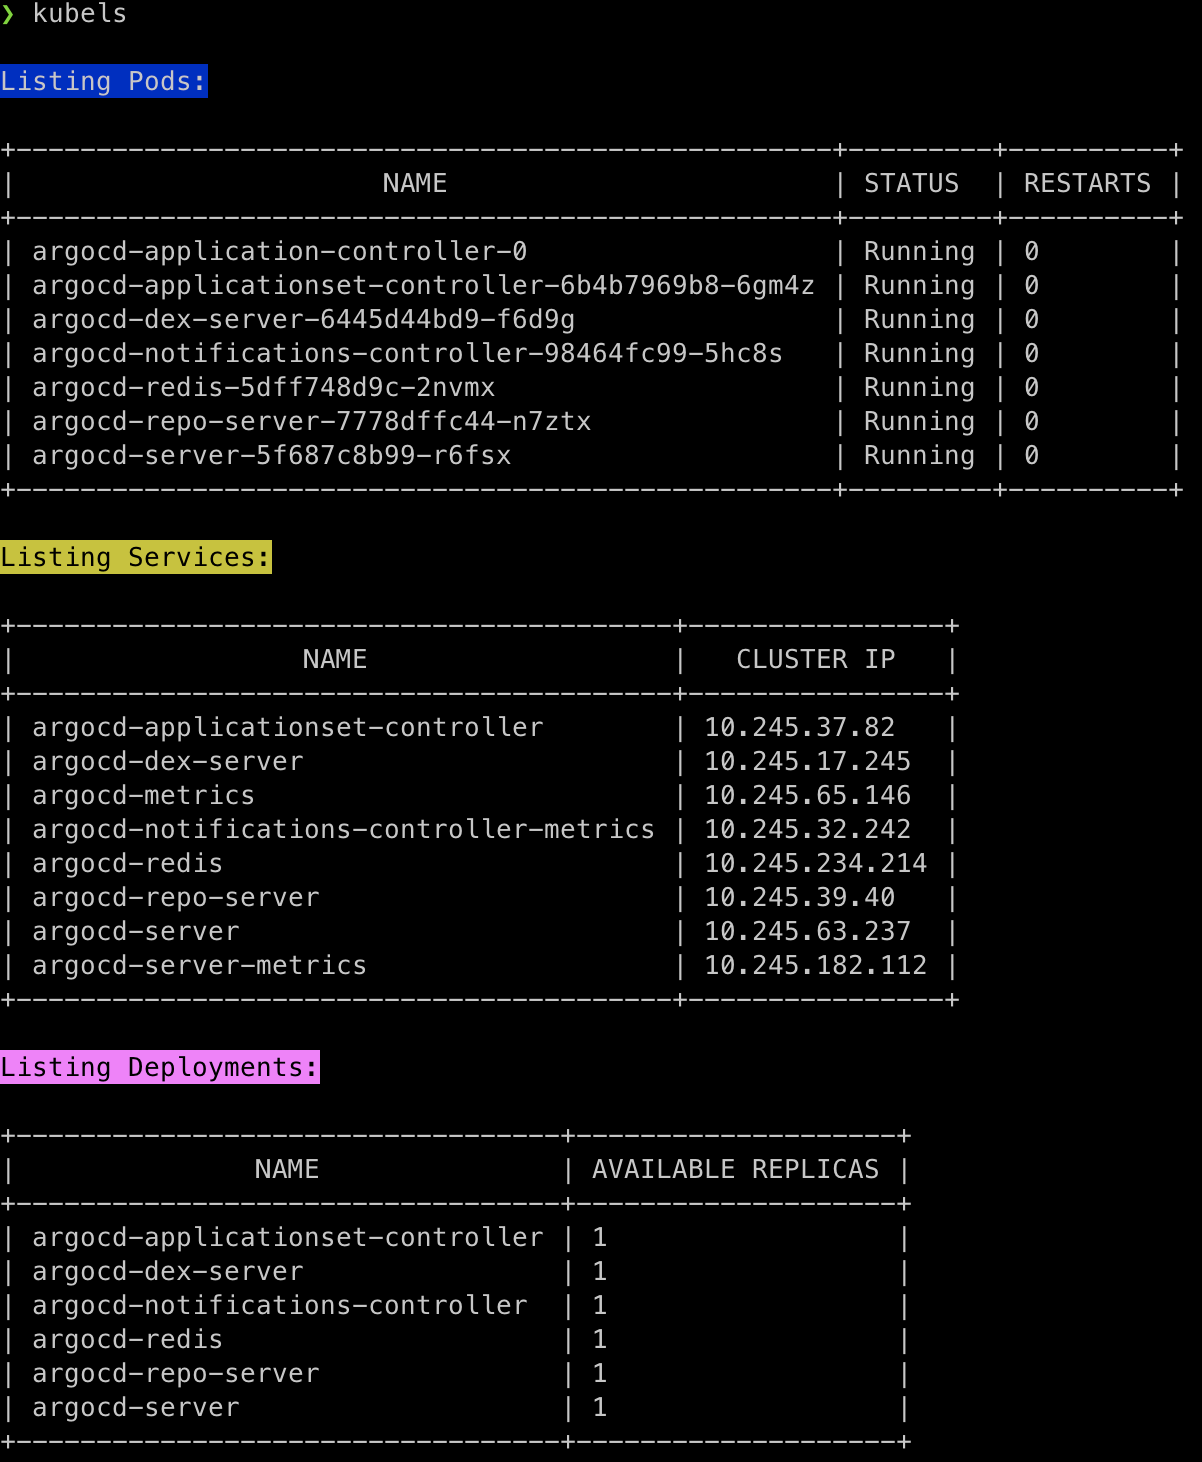 ❯ kubels
Listing Pods:
+---------------------------------------------------+---------+----------+
|                       NAME                        | STATUS  | RESTARTS |
+---------------------------------------------------+---------+----------+
| argocd-application-controller-0                   | Running | 0        |
| argocd-applicationset-controller-6b4b7969b8-6gm4z | Running | 0        |
| argocd-dex-server-6445d44bd9-f6d9g                | Running | 0        |
| argocd-notifications-controller-98464fc99-5hc8s   | Running | 0        |
| argocd-redis-5dff748d9c-2nvmx                     | Running | 0        |
| argocd-repo-server-7778dffc44-n7ztx               | Running | 0        |
| argocd-server-5f687c8b99-r6fsx                    | Running | 0        |
+---------------------------------------------------+---------+----------+
Listing Services:
+-----------------------------------------+----------------+
|                  NAME                   |   CLUSTER IP   |
+-----------------------------------------+----------------+
| argocd-applicationset-controller        | 10.245.37.82   |
| argocd-dex-server                       | 10.245.17.245  |
| argocd-metrics                          | 10.245.65.146  |
| argocd-notifications-controller-metrics | 10.245.32.242  |
| argocd-redis                            | 10.245.234.214 |
| argocd-repo-server                      | 10.245.39.40   |
| argocd-server                           | 10.245.63.237  |
| argocd-server-metrics                   | 10.245.182.112 |
+-----------------------------------------+----------------+
Listing Deployments:
+----------------------------------+--------------------+
|               NAME               | AVAILABLE REPLICAS |
+----------------------------------+--------------------+
| argocd-applicationset-controller | 1                  |
| argocd-dex-server                | 1                  |
| argocd-notifications-controller  | 1                  |
| argocd-redis                     | 1                  |
| argocd-repo-server               | 1                  |
| argocd-server                    | 1                  |
+----------------------------------+--------------------+